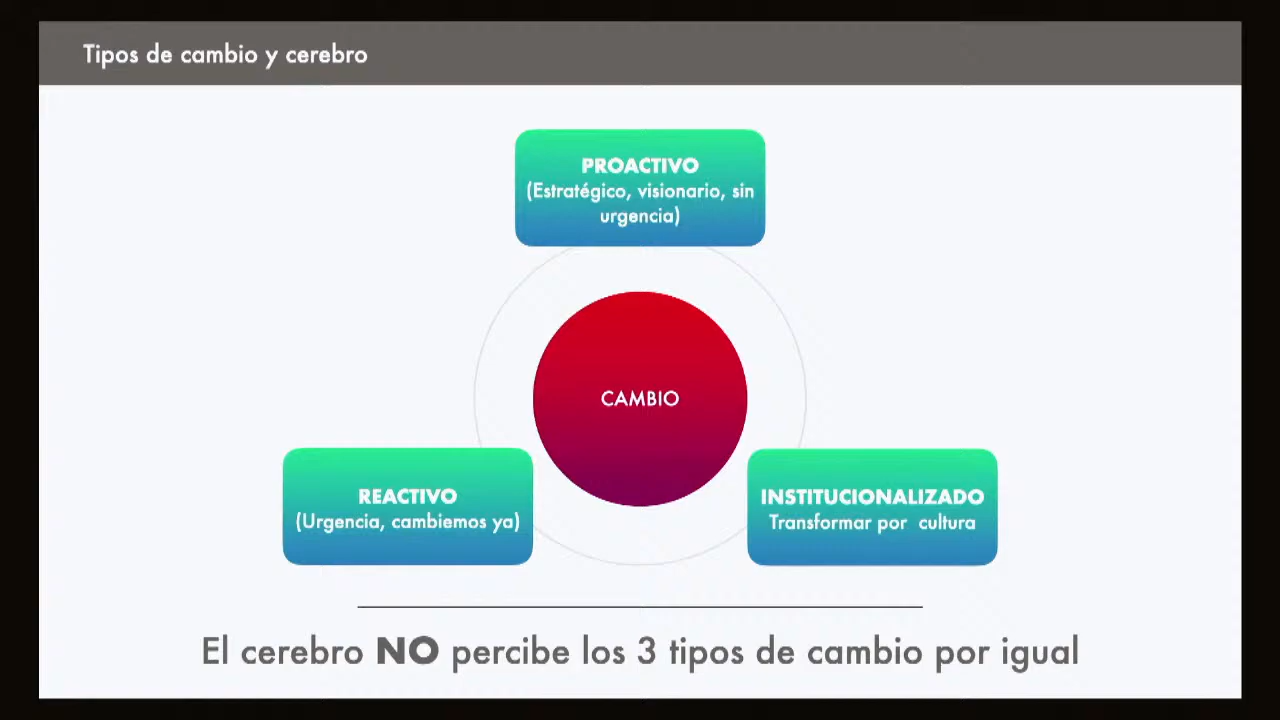 Tipos de cambio y cerebro
PROACTIVO
(Estratégico, visionario, sin
urgencia)
CAMBIO
REACTIVO
(Urgencia, cambiemos ya)
INSTITUCIONALIZADO
Transformar por cultura
El cerebro NO percibe los 3 tipos de cambio por igual